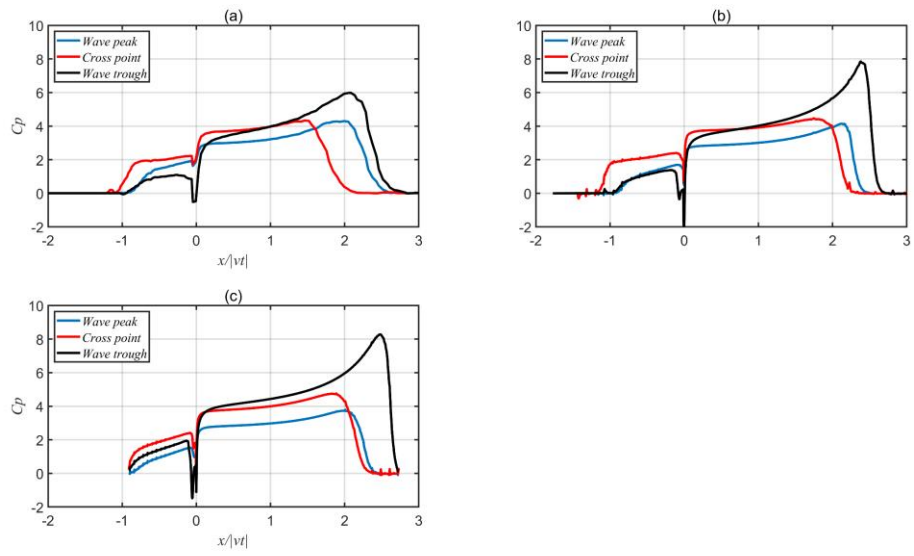 (a)
10
8
6
4
2
0
-2
Cp
Wave peak
Cross point
Wave trough
-2 -1 0 1 2 3
x/|vt|
(b)
10
8
6
4
2
0
-2
Wave peak
Cross point
Wave trough
-2 -1 0 1 2 3
(c)
10
8
6
4
2
0
-2
Cp
Wave peak
Cross point
Wave trough
-2 -1 0 1 2 3
x/|vt|